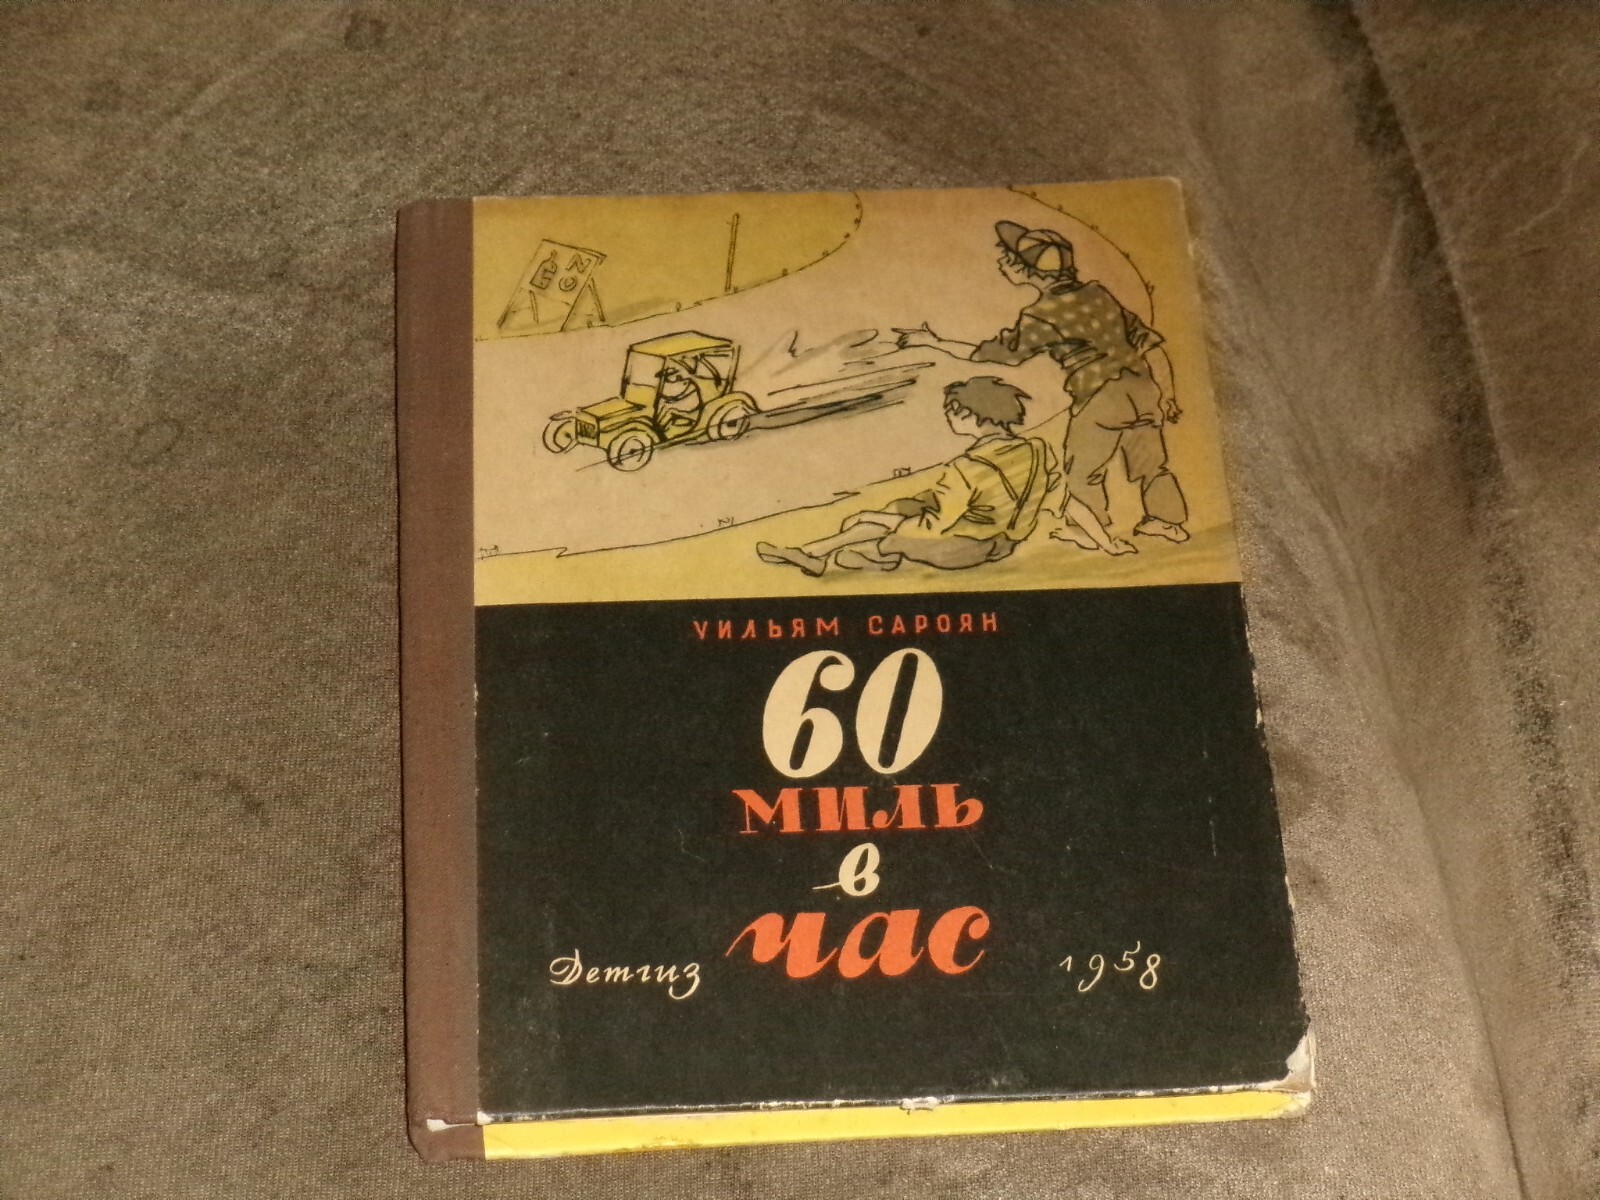 УИЛЬЯМ САРОЯН
60
МИЛЬ
в
час
Детгиз 1958